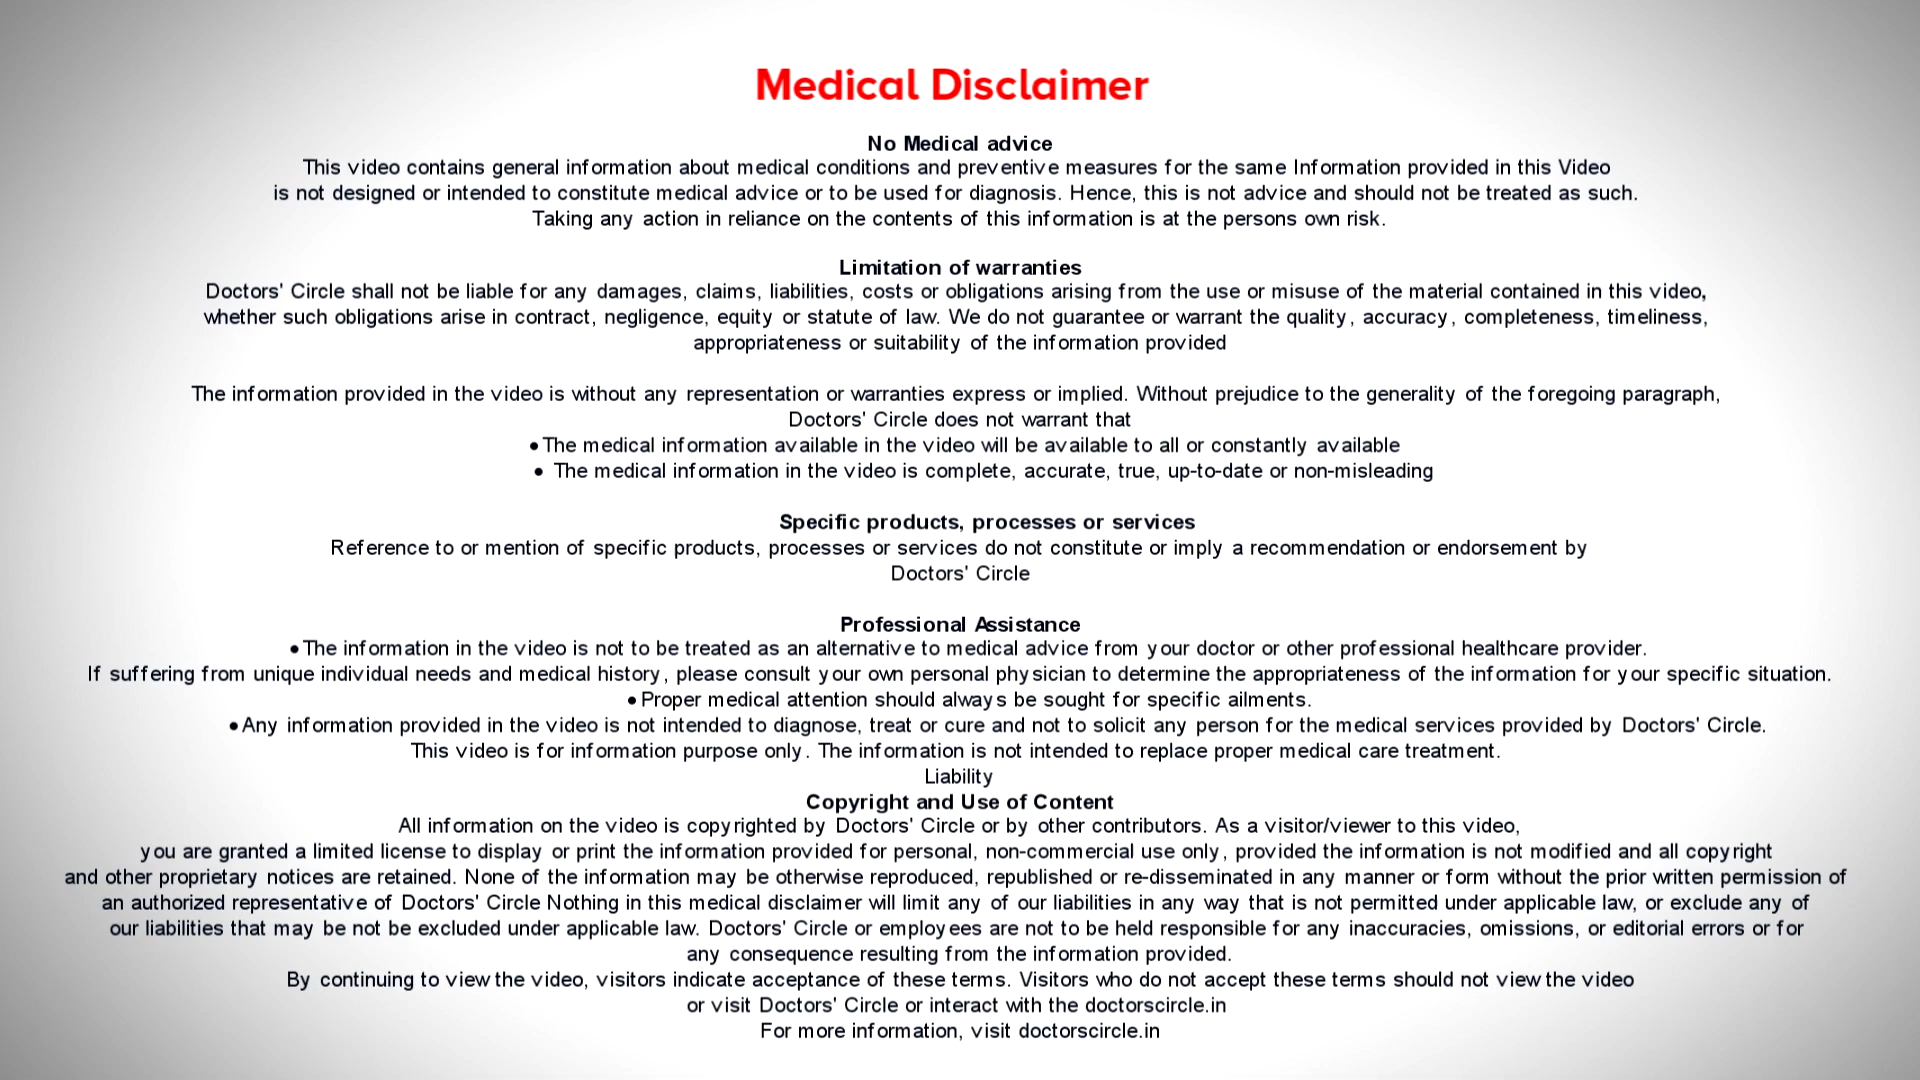 Medical Disclaimer
No Medical advice
This video contains general information about medical conditions and preventive measures for the same Information provided in this Video
is not designed or intended to constitute medical advice or to be used for diagnosis. Hence, this is not advice and should not be treated as such.
Taking any action in reliance on the contents of this information is at the persons own risk.
Limitation of warranties
Doctors' Circle shall not be liable for any damages, claims, liabilities, costs or obligations arising from the use or misuse of the material contained in this video,
whether such obligations arise in contract, negligence, equity or statute of law. We do not guarantee or warrant the quality, accuracy, completeness, timeliness,
appropriateness or suitability of the information provided
The information provided in the video is without any representation or warranties express or implied. Without prejudice to the generality of the foregoing paragraph,
Doctors' Circle does not warrant that
• The medical information available in the video will be available to all or constantly available
• The medical information in the video is complete, accurate, true, up-to-date or non-misleading
Specific products, processes or services
Reference to or mention of specific products, processes or services do not constitute or imply a recommendation or endorsement by
Doctors' Circle
Professional Assistance
• The information in the video is not to be treated as an alternative to medical advice from your doctor or other professional healthcare provider.
If suffering from unique individual needs and medical history, please consult your own personal physician to determine the appropriateness of the information for your specific situation.
• Proper medical attention should always be sought for specific ailments.
• Any information provided in the video is not intended to diagnose, treat or cure and not to solicit any person for the medical services provided by Doctors' Circle.
This video is for information purpose only. The information is not intended to replace proper medical care treatment.
Liability
Copyright and Use of Content
All information on the video is copyrighted by Doctors' Circle or by other contributors. As a visitor/viewer to this video,
you are granted a limited license to display or print the information provided for personal, non-commercial use only, provided the information is not modified and all copyright
and other proprietary notices are retained. None of the information may be otherwise reproduced, republished or re-disseminated in any manner or form without the prior written permission of
an authorized representative of Doctors' Circle Nothing in this medical disclaimer will limit any of our liabilities in any way that is not permitted under applicable law, or exclude any of
our liabilities that may be not be excluded under applicable law. Doctors' Circle or employees are not to be held responsible for any inaccuracies, omissions, or editorial errors or for
any consequence resulting from the information provided.
By continuing to view the video, visitors indicate acceptance of these terms. Visitors who do not accept these terms should not view the video
or visit Doctors' Circle or interact with the doctorscircle.in
For more information, visit doctorscircle.in